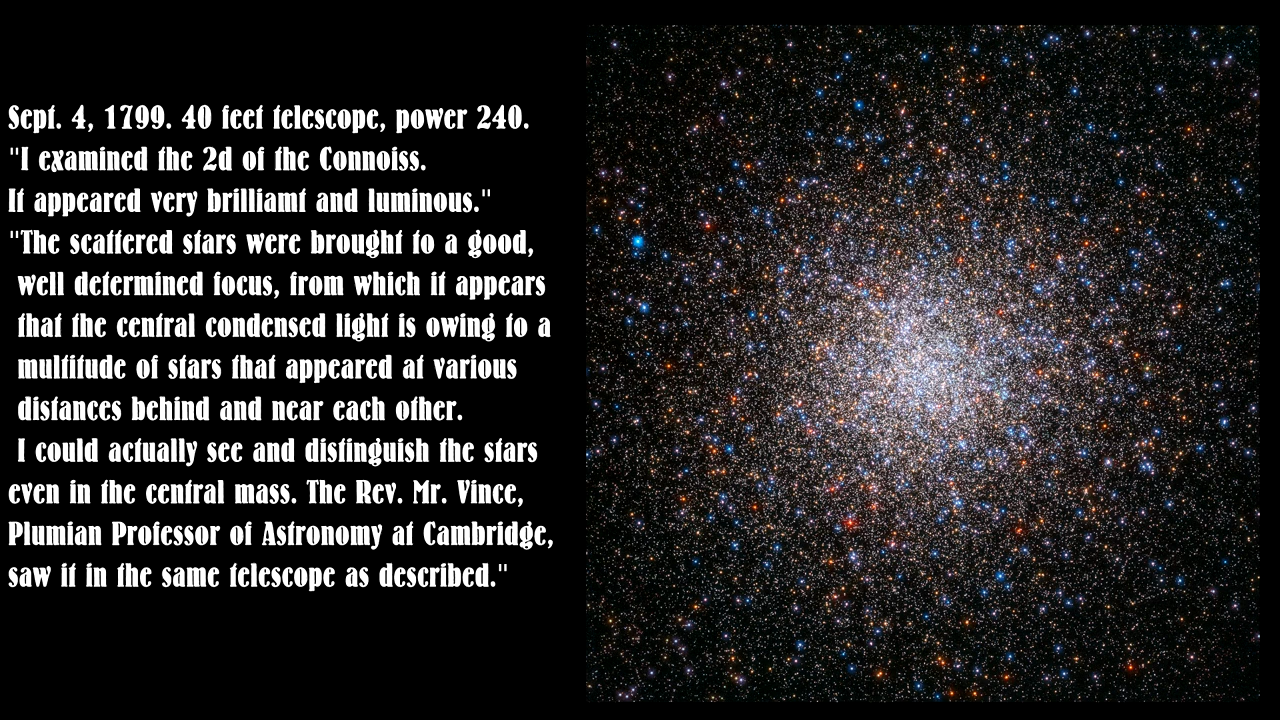 Sept. 4, 1799. 40 feet telescope, power 240.
"I examined the 2d of the Connoiss.
It appeared very brilliamt and luminous."
"The scattered stars were brought to a good,
well determined focus, from which it appears
that the central condensed light is owing to a
multitude of stars that appeared at various
distances behind and near each other.
I could actually see and distinguish the stars
even in the central mass. The Rev. Mr. Vince,
Plumian Professor of Astronomy at Cambridge,
saw it in the same telescope as described."